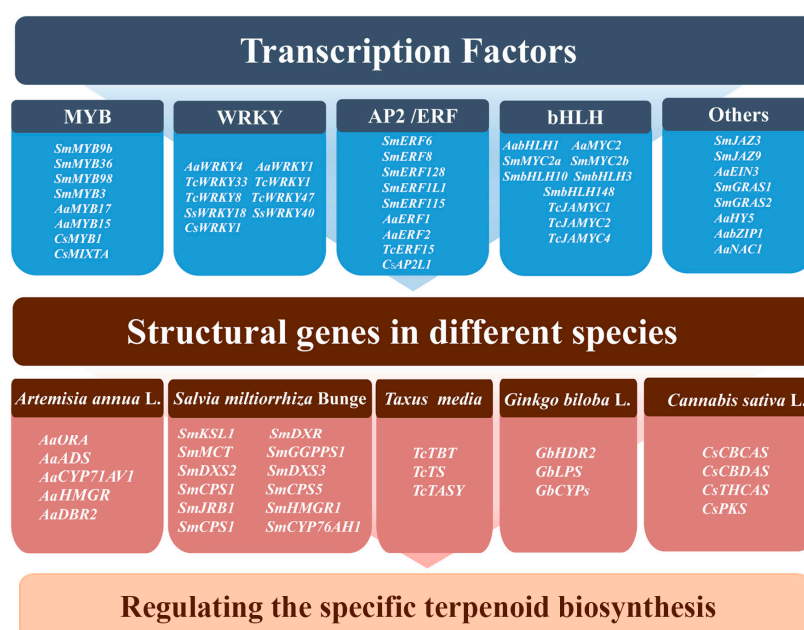 Transcription Factors
MYB
SmMYB9b
SmMYB36
SmMYB98
SmMYB3
AaMYB17
AaMYB15
CsMYB1
CsMIXTA
WRKY
AaWRKY4 AaWRKY1
TcWRKY33 TcWRKY1
TcWRKY8 TcWRKY47
SsWRKY18 SsWRKY40
CsWRKY1
AP2 /ERF
SmERF6
SmERF8
SmERF128
SmERF1L1
SmERF115
AaERF1
AaERF2
TcERF15
CsAP2L1
bHLH
AabHLH1 AaMYC2
SmMYC2a SmMYC2b
SmbHLH10 SmbHLH3
SmbHLH148
TcJAMYC1
TcJAMYC2
TcJAMYC4
Others
SmJAZ3
SmJAZ9
AaEIN3
SmGRAS1
SmGRAS2
AaHY5
AabZIP1
AaNAC1
Structural genes in different species
Artemisia annua L.
AaORA
AaADS
AaCYP71AV1
AaHMGR
AaDBR2
Salvia miltiorrhiza Bunge
SmKSL1 SmDXR
SmMCT SmGGPPS1
SmDXS2 SmDXS3
SmCPS1 SmCPS5
SmJRB1 SmHMGR1
SmCPS1 SmCYP76AH1
Taxus media
TcTBT
TcTS
TcTASY
Ginkgo biloba L.
GbHDR2
GbLPS
GbCYPs
Cannabis sativa L.
CsCBCAS
CsCBDAS
CsTHCAS
CsPKS
Regulating the specific terpenoid biosynthesis